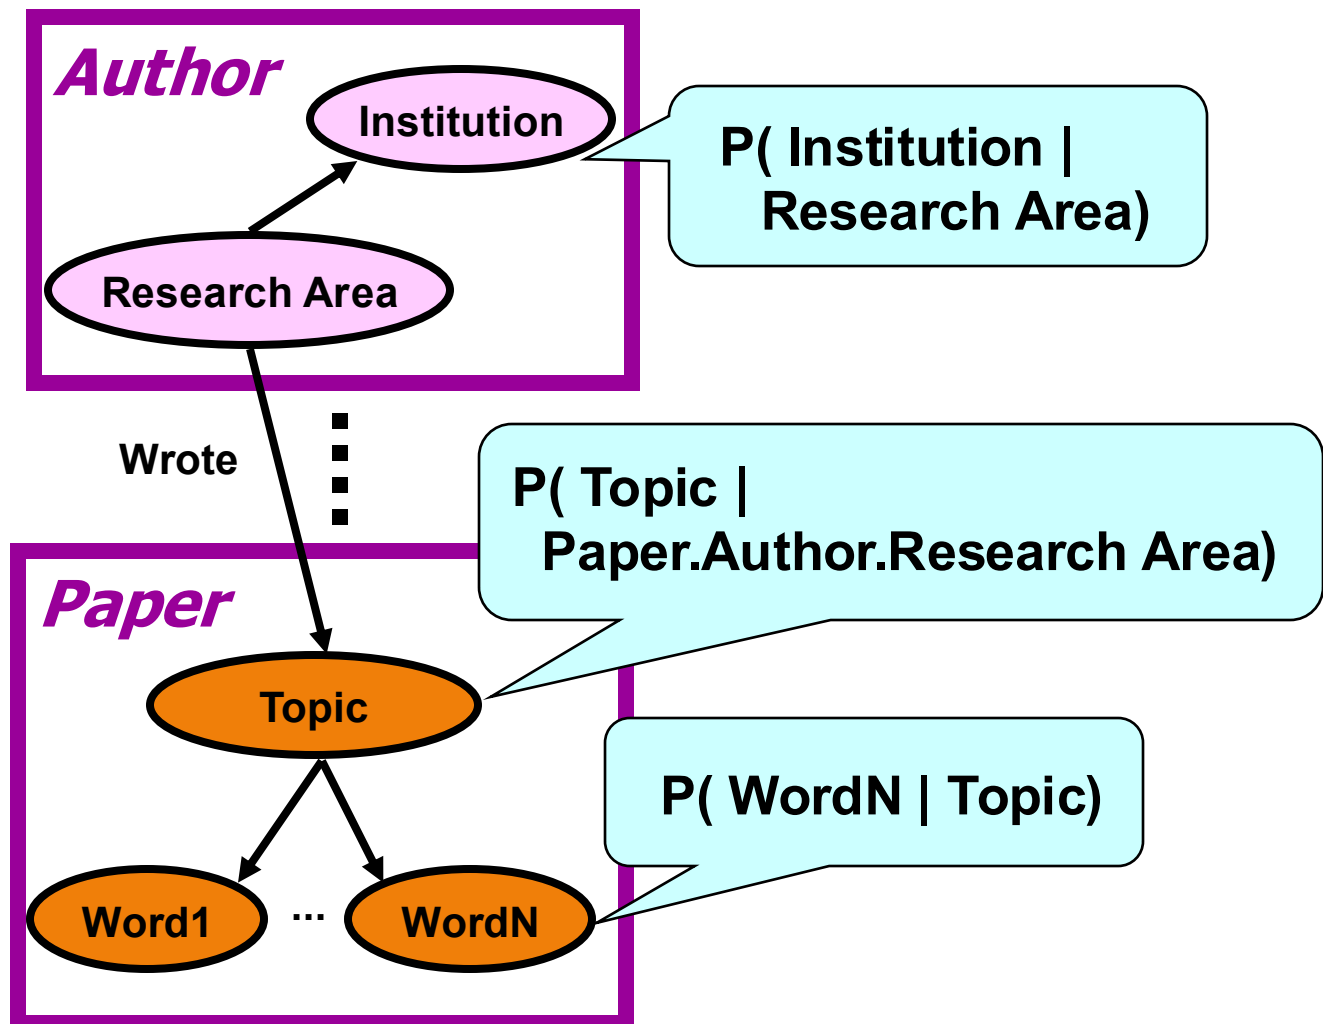 Author
Institution
P( Institution |
Research Area)
Research Area
Wrote
P( Topic |
Paper.Author.Research Area)
Paper
Topic
P( WordN | Topic)
Word1
...
WordN